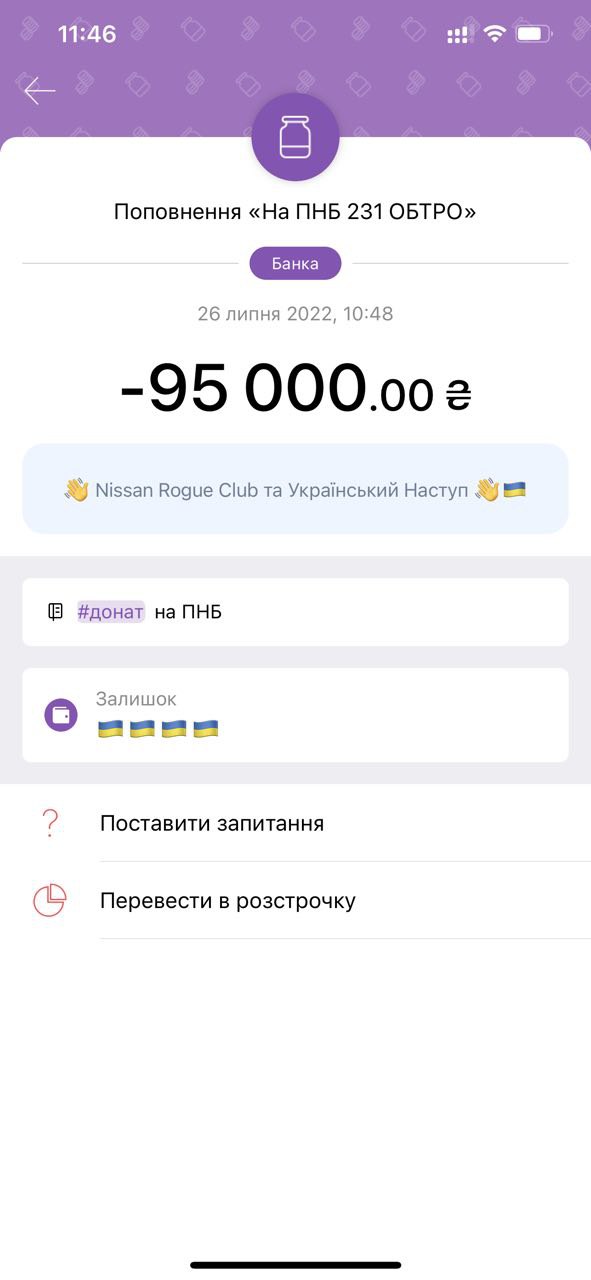 11:46
Поповнення «На ПНБ 231 ОБТРО»
Банка
26 липня 2022, 10:48
-95 000.00 ₴
👋 Nissan Rogue Club та Український Наступ 👋🇺🇦
#донат на ПНБ
Залишок
🇺🇦 🇺🇦 🇺🇦 🇺🇦
Поставити запитання
Перевести в розстрочку